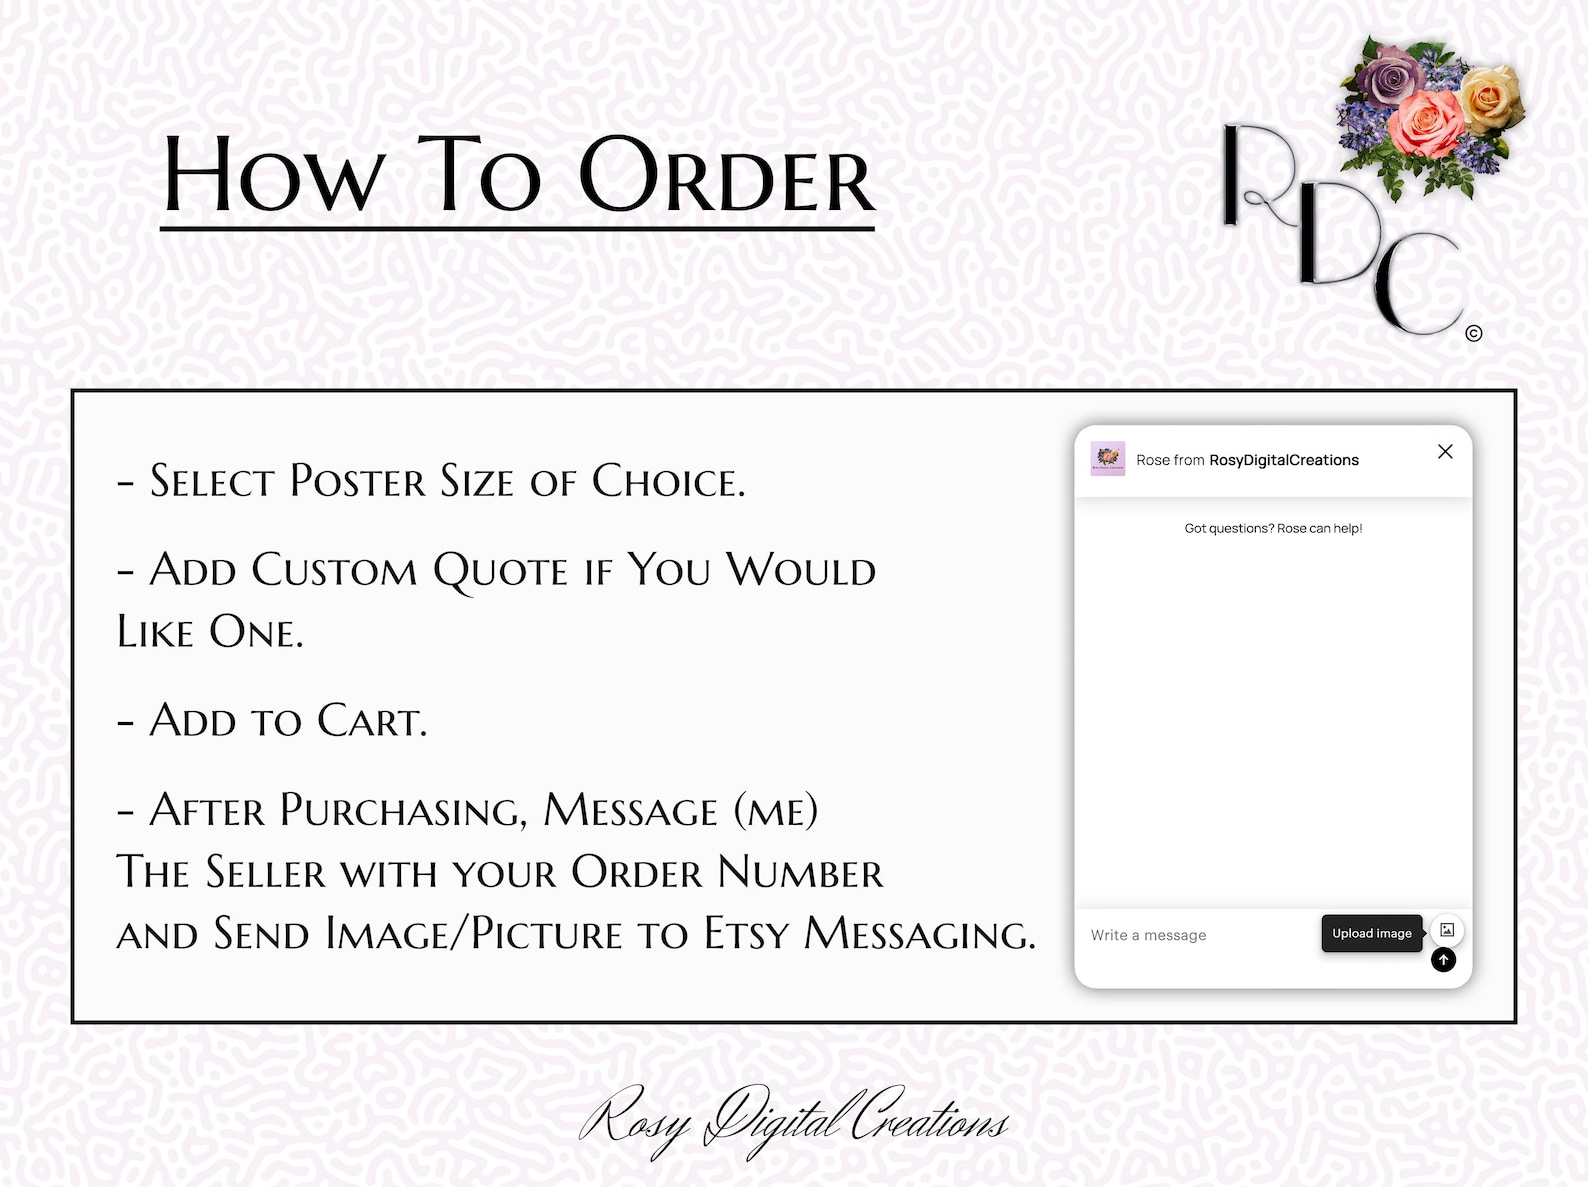 How To Order
RDC
©
- Select Poster Size of Choice.
- Add Custom Quote if You Would
Like One.
- Add to Cart.
- After Purchasing, Message (me)
The Seller with your Order Number
and Send Image/Picture to Etsy Messaging.
Rose from RosyDigitalCreations
Got questions? Rose can help!
Write a message
Upload image
Rosy Digital Creations